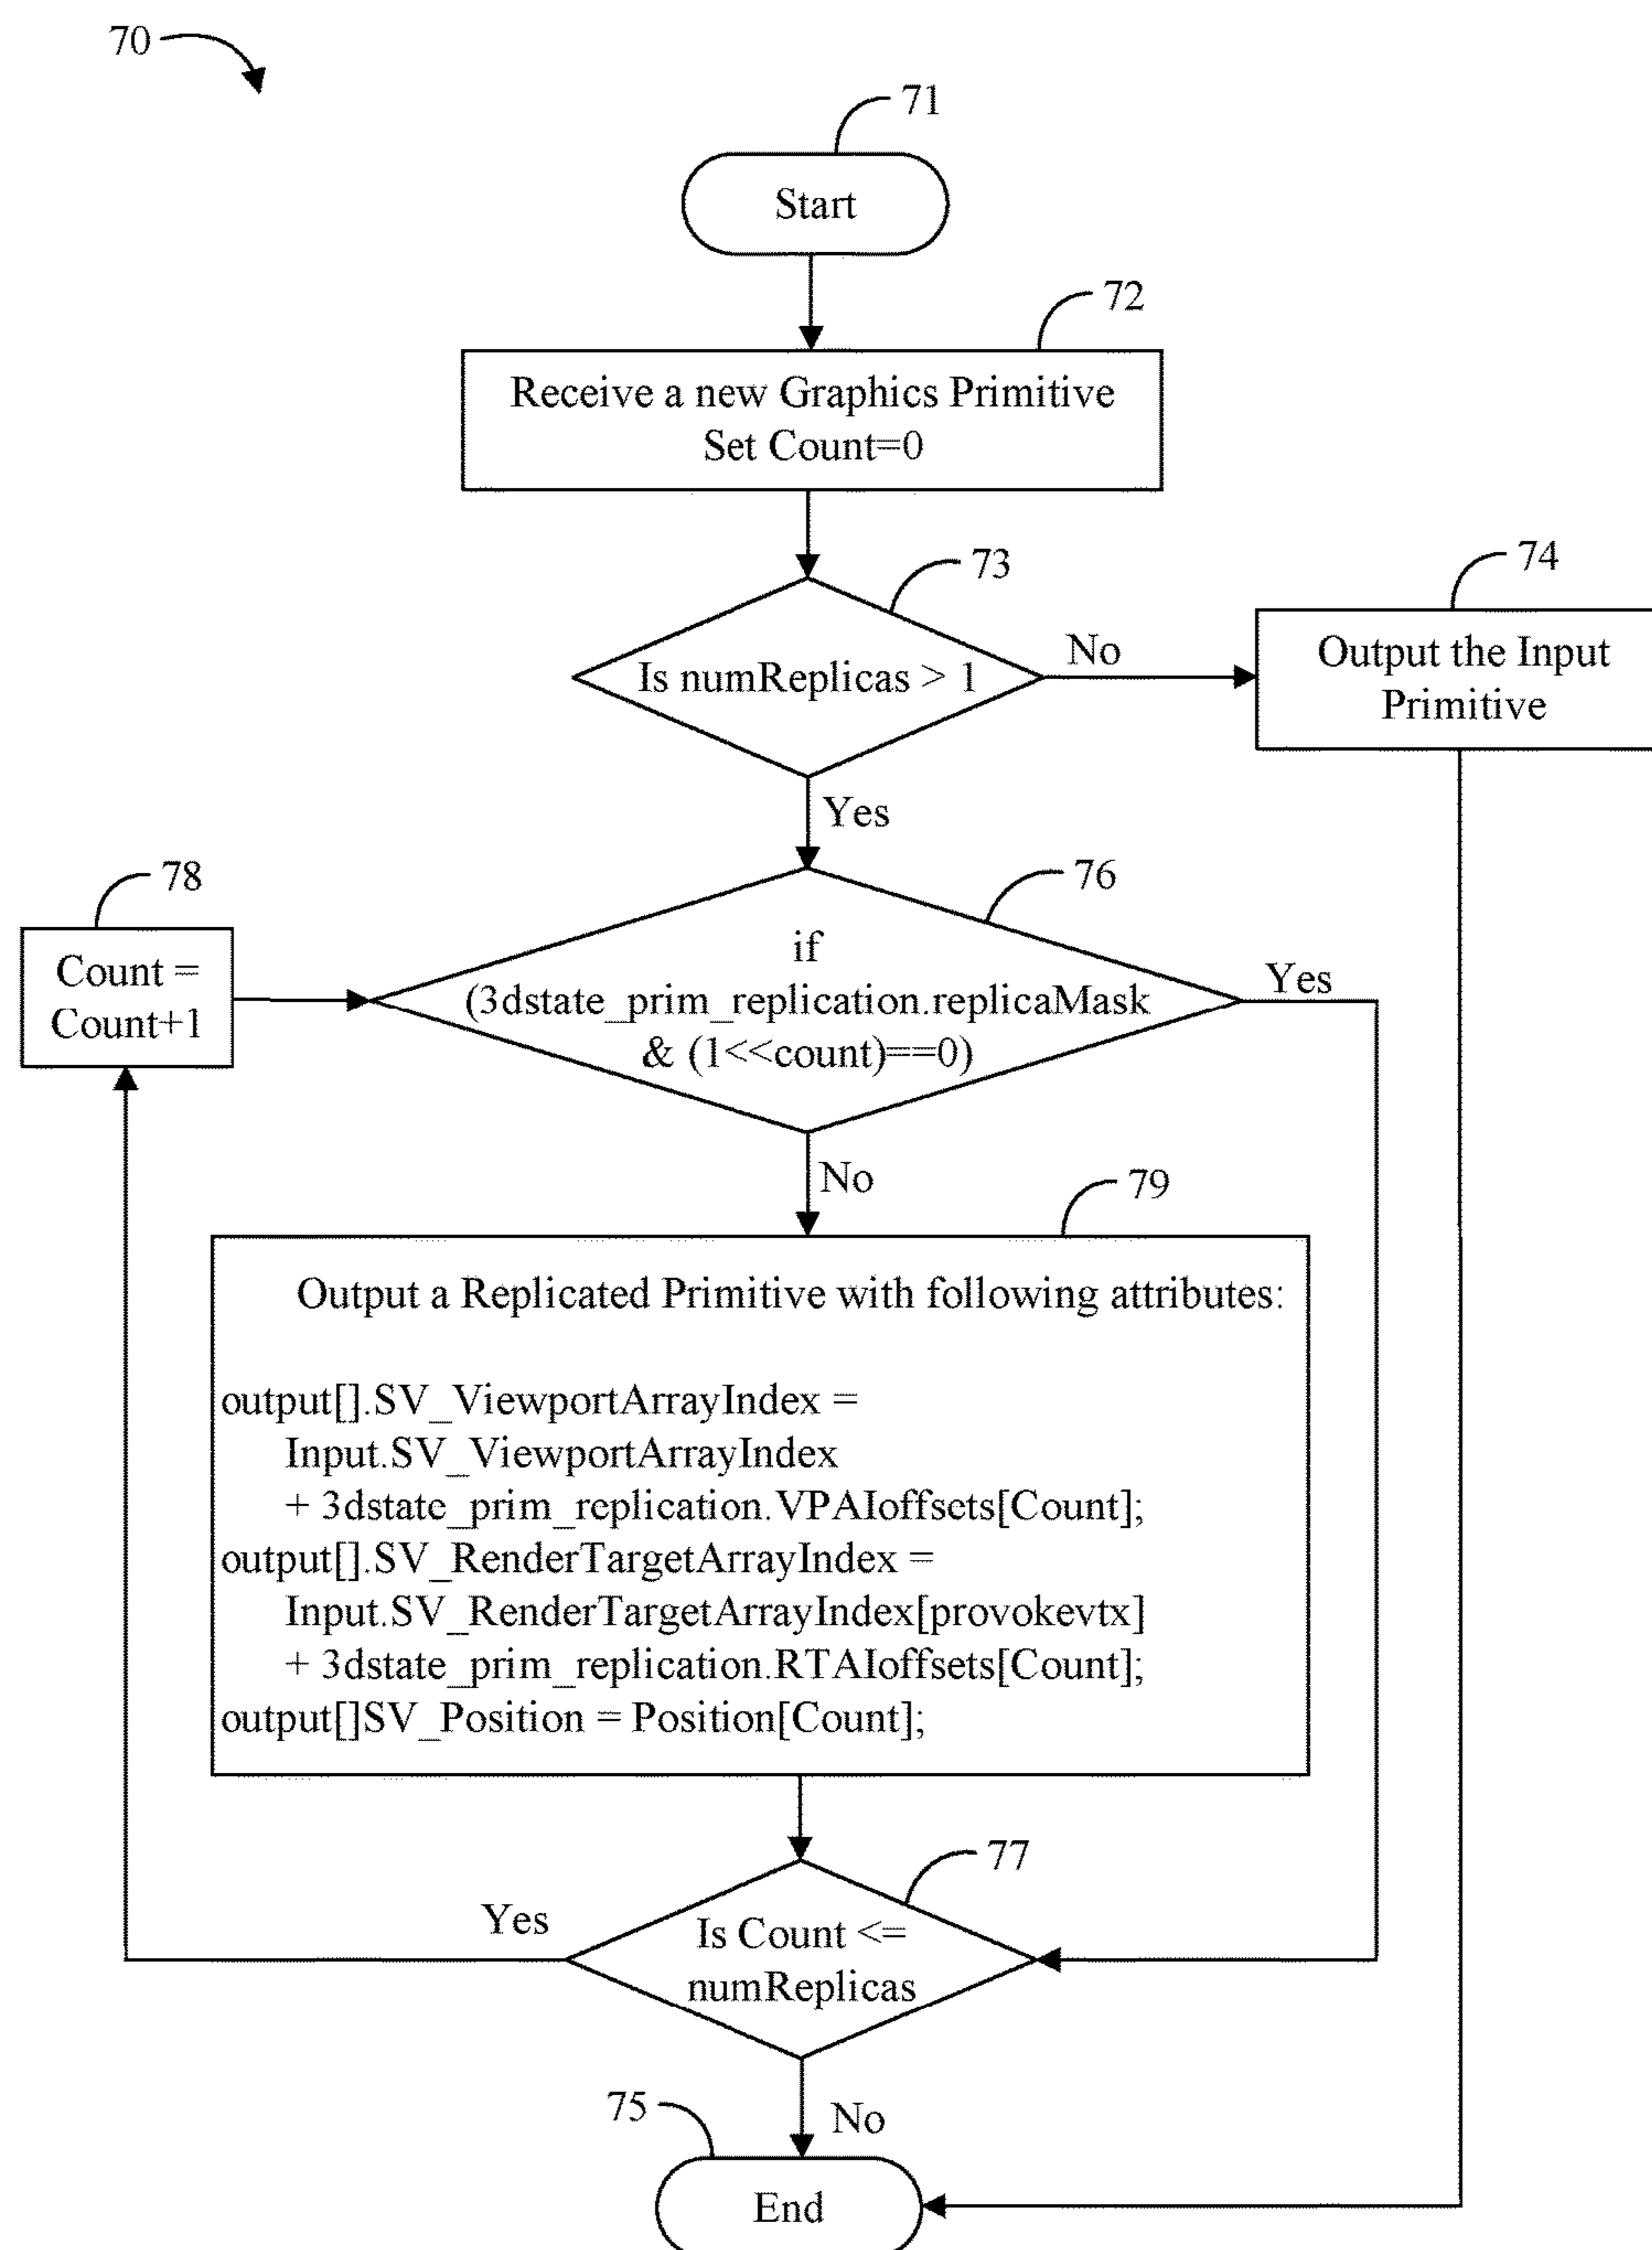 70
71
Start
72
Receive a new Graphics Primitive
Set Count=0
73
Is numReplicas > 1
No
74
Output the Input
Primitive
Yes
78
Count =
Count+1
76
if
(3dstate_prim_replication.replicaMask
& (1<<count)==0)
Yes
No
79
Output a Replicated Primitive with following attributes:
output[].SV_ViewportArrayIndex =
Input.SV_ViewportArrayIndex
+ 3dstate_prim_replication.VPAIoffsets[Count];
output[].SV_RenderTargetArrayIndex =
Input.SV_RenderTargetArrayIndex[provokevtx]
+ 3dstate_prim_replication.RTAIoffsets[Count];
output[]SV_Position = Position[Count];
77
Yes
Is Count <=
numReplicas
75
No
End